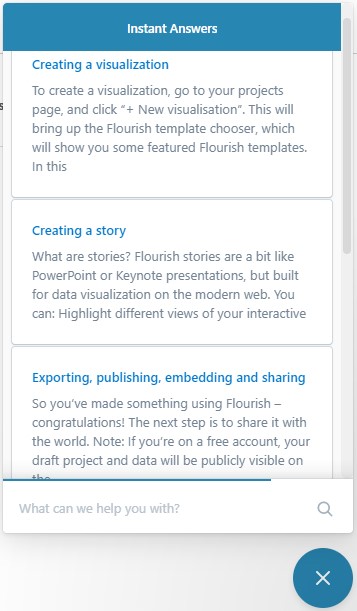 Instant Answers
Creating a visualization
To create a visualization, go to your projects
page, and click “+ New visualisation”. This will
bring up the Flourish template chooser, which
will show you some featured Flourish templates.
In this
Creating a story
What are stories? Flourish stories are a bit like
PowerPoint or Keynote presentations, but built
for data visualization on the modern web. You
can: Highlight different views of your interactive
Exporting, publishing, embedding and sharing
So you’ve made something using Flourish –
congratulations! The next step is to share it with
the world. Note: If you’re on a free account, your
draft project and data will be publicly visible on
the
What can we help you with?